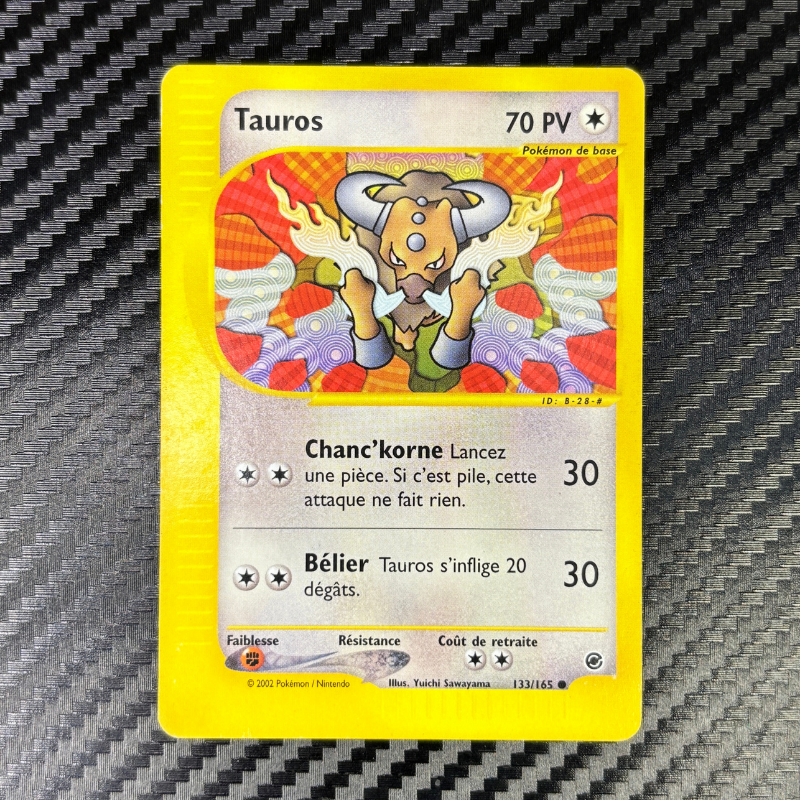 Tauros 70 PV
Pokémon de base
ID: B-28-#
Chanc'korne Lancez
une pièce. Si c'est pile, cette
attaque ne fait rien.
30
Bélier Tauros s'inflige 20
dégâts.
30
Faiblesse Résistance Coût de retraite
© 2002 Pokémon / Nintendo Illus. Yuichi Sawayama 133/165